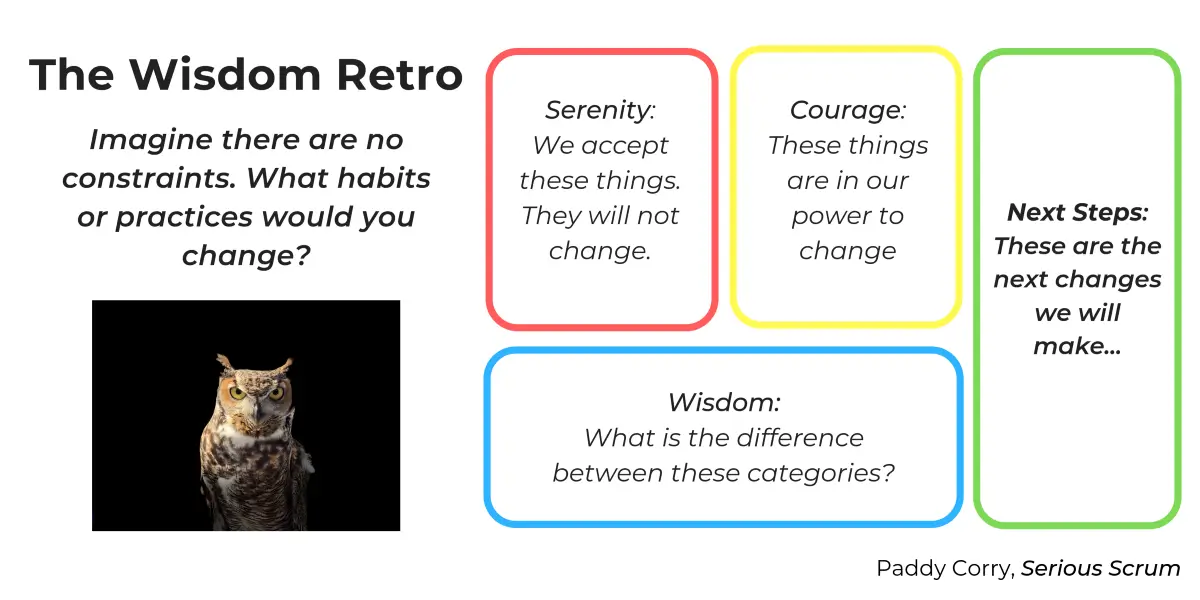 The Wisdom Retro
Imagine there are no
constraints. What habits
or practices would you
change?
Serenity:
We accept
these things.
They will not
change.
Courage:
These things
are in our
power to
change
Wisdom:
What is the difference
between these categories?
Next Steps:
These are the
next changes
we will
make...
Paddy Corry, Serious Scrum